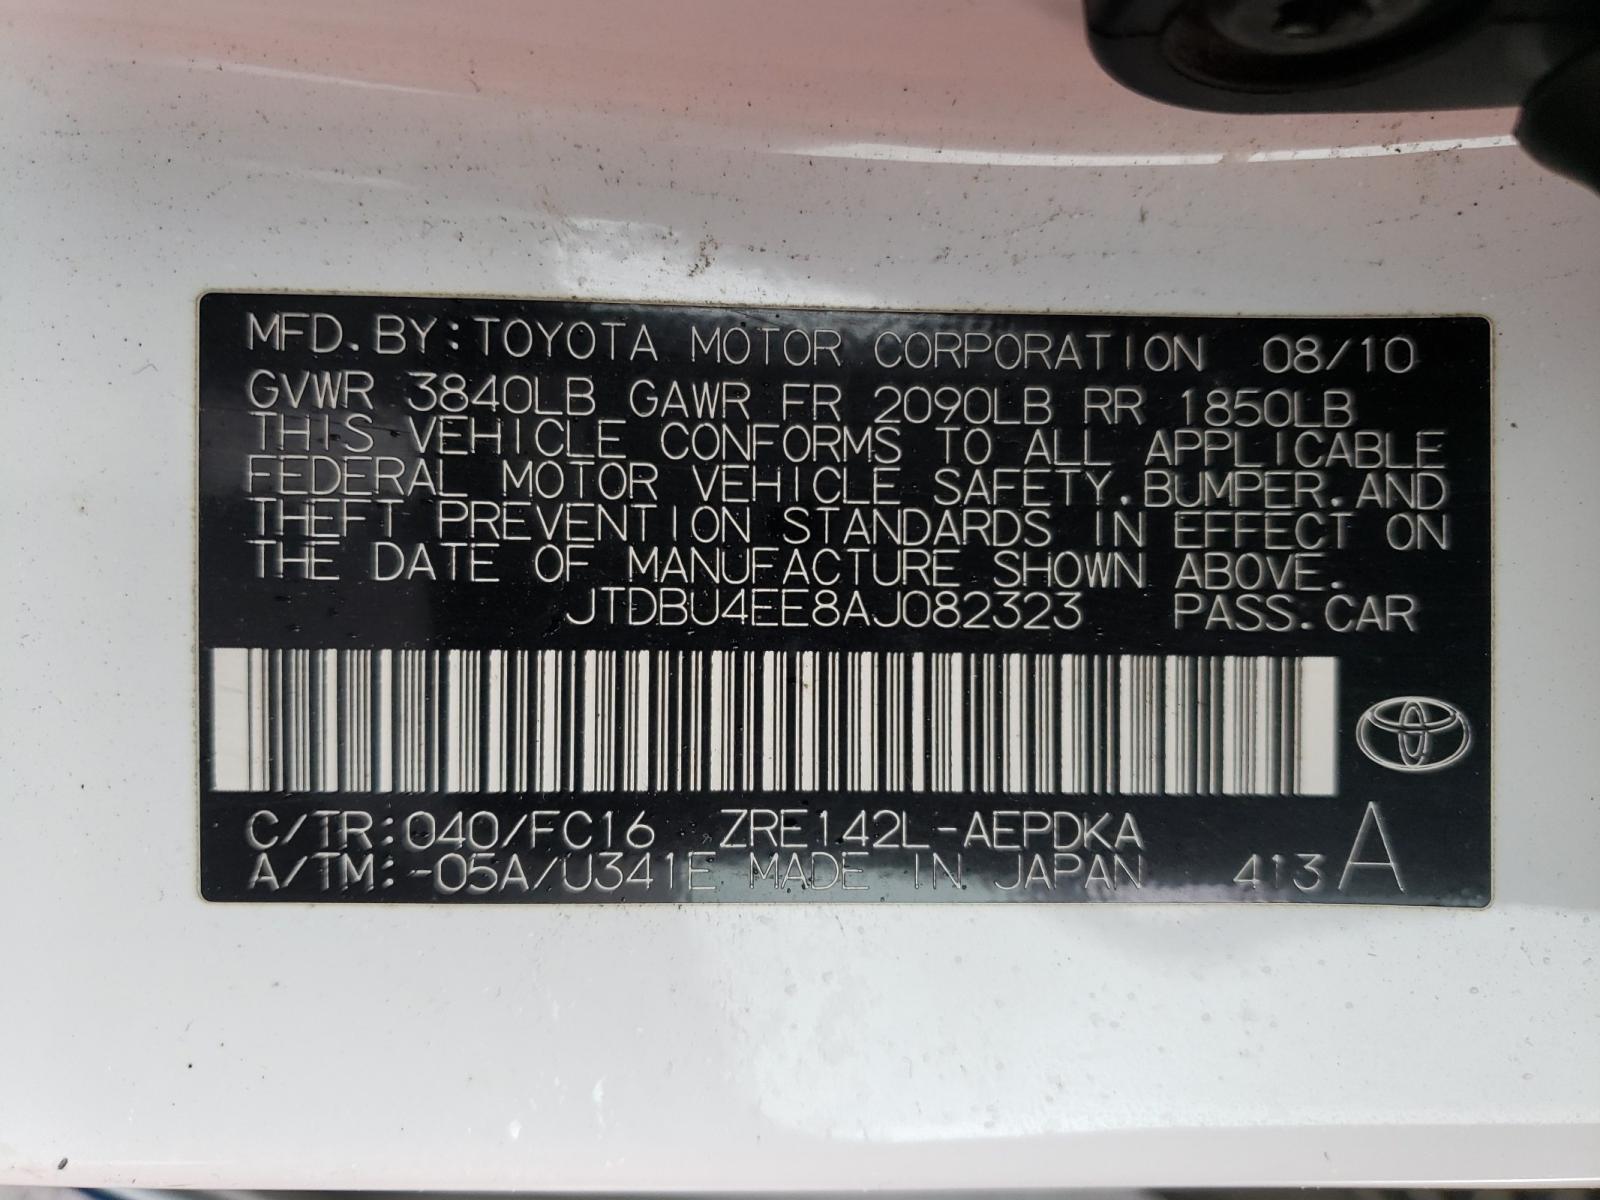 MFD. BY: TOYOTA MOTOR CORPORATION 08/10
GVWR 3840LB GAWR FR 2090LB RR 1850LB
THIS VEHICLE CONFORMS TO ALL APPLICABLE
FEDERAL MOTOR VEHICLE SAFETY.BUMPER.AND
THEFT PREVENTION STANDARDS IN EFFECT ON
THE DATE OF MANUFACTURE SHOWN ABOVE.
JTDBU4EE8AJ082323 PASS.CAR
C/TR:040/FC16 ZRE142L-AEPDKA
A/TM:-05A/U341E MADE IN JAPAN 413 A